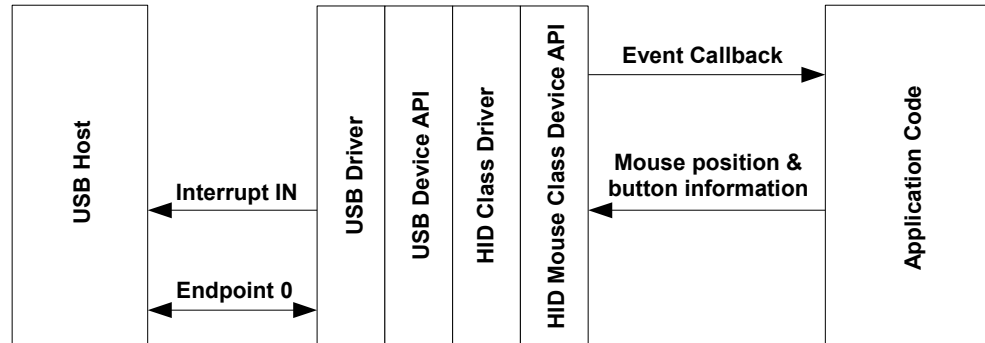 USB Host
Interrupt IN
Endpoint 0
USB Driver
USB Device API
HID Class Driver
HID Mouse Class Device API
Event Callback
Mouse position &
button information
Application Code